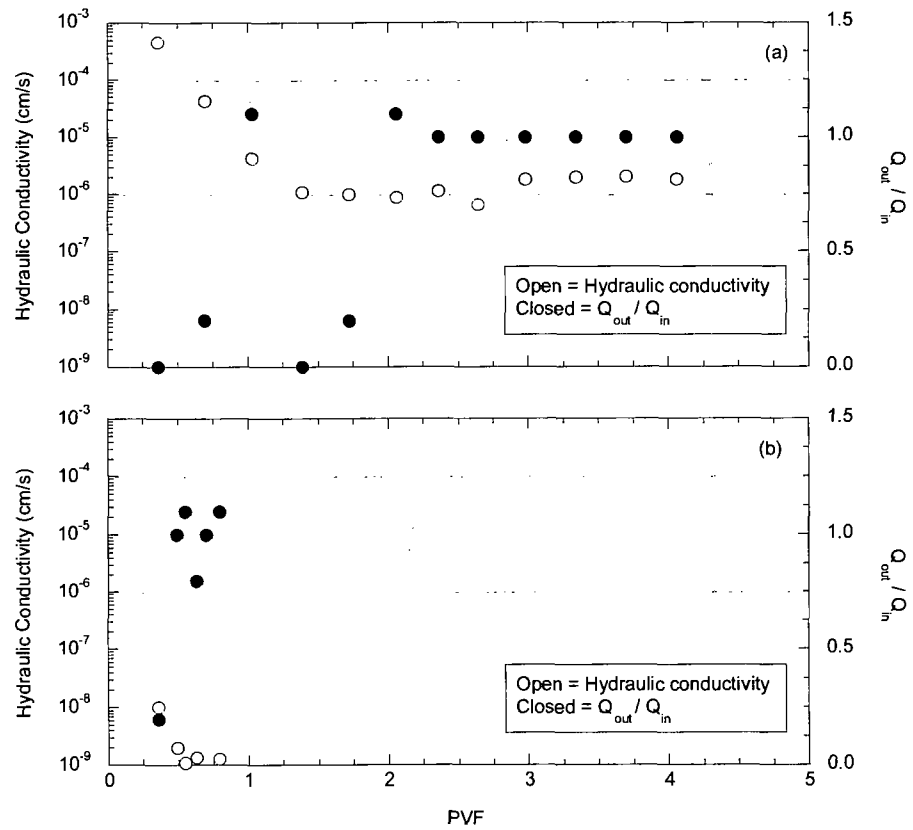 (a)
Hydraulic Conductivity (cm/s)
10^-3
10^-4
10^-5
10^-6
10^-7
10^-8
10^-9
1.5
1.0
0.5
0.0
Q_out / Q_in
Open = Hydraulic conductivity
Closed = Q_out / Q_in
(b)
Hydraulic Conductivity (cm/s)
10^-3
10^-4
10^-5
10^-6
10^-7
10^-8
10^-9
1.5
1.0
0.5
0.0
Q_out / Q_in
Open = Hydraulic conductivity
Closed = Q_out / Q_in
0 1 2 3 4 5
PVF